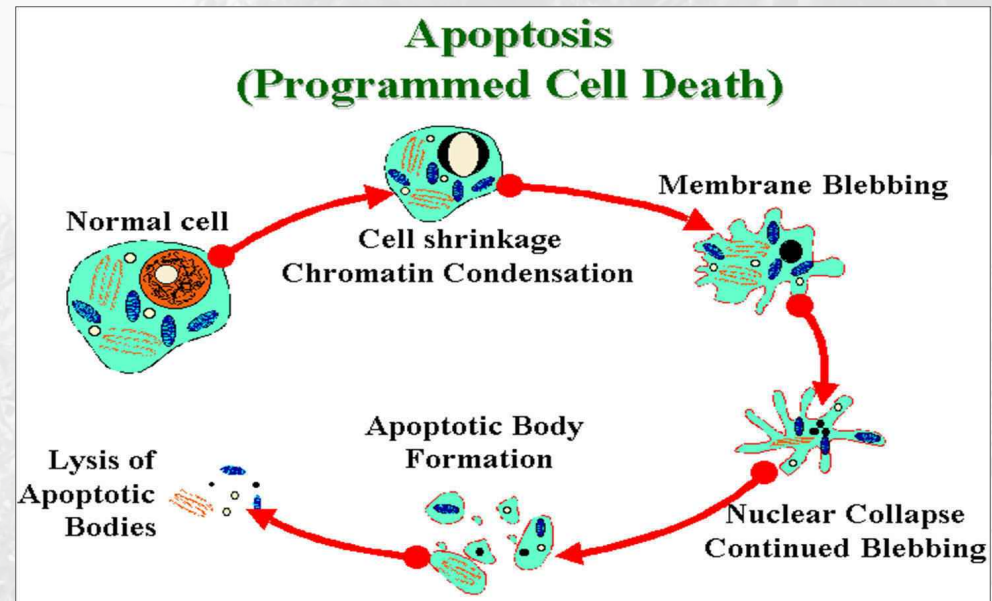 Apoptosis
(Programmed Cell Death)
Normal cell
Cell shrinkage
Chromatin Condensation
Membrane Blebbing
Nuclear Collapse
Continued Blebbing
Apoptotic Body
Formation
Lysis of
Apoptotic
Bodies